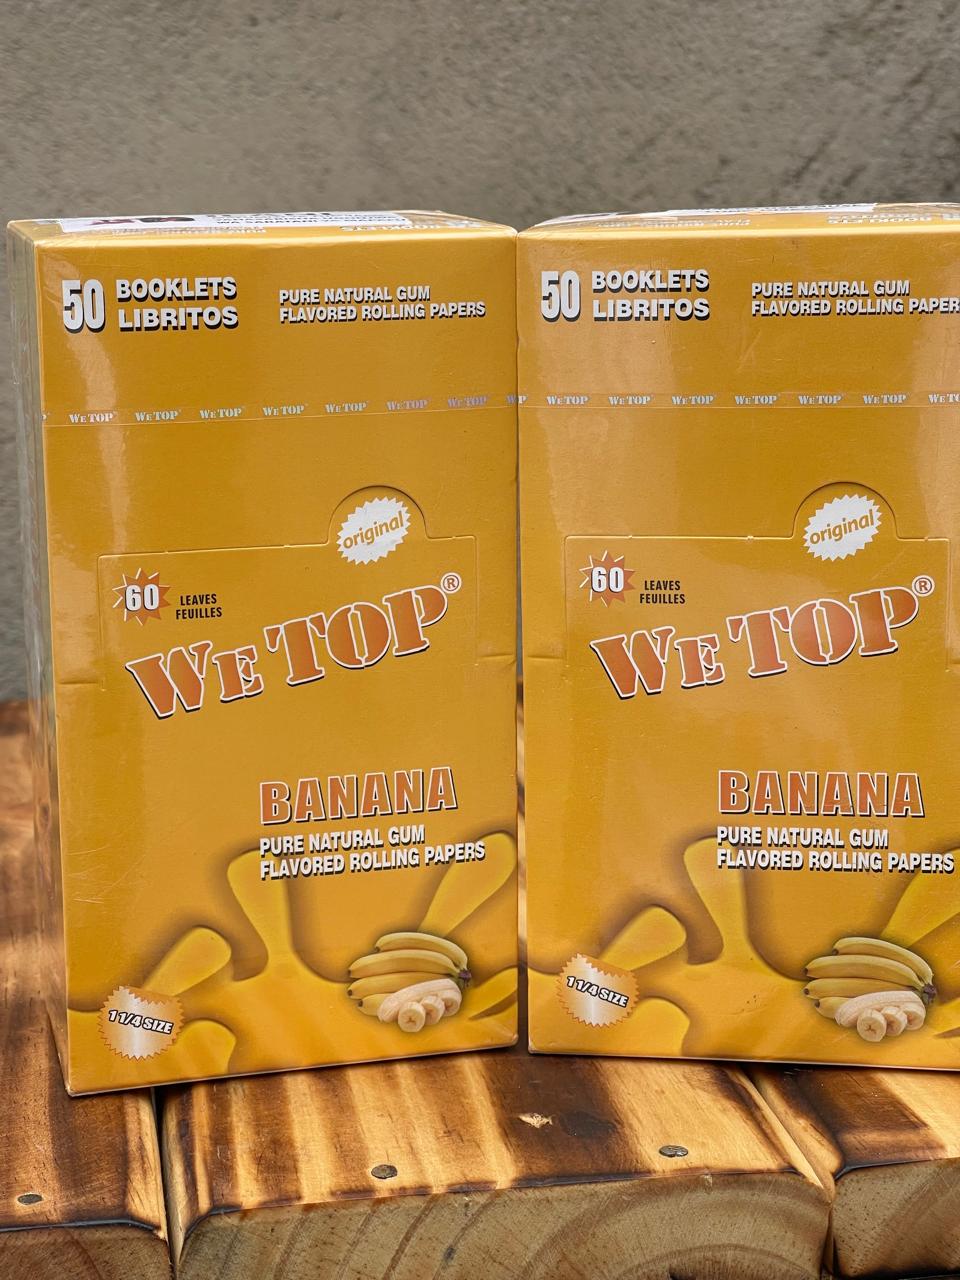 50 BOOKLETS
LIBRITOS
PURE NATURAL GUM
FLAVORED ROLLING PAPERS
WE TOP WE TOP WE TOP WE TOP WE TOP WE TOP WE TOP
original
60 LEAVES
FEUILLES
WE TOP®
BANANA
PURE NATURAL GUM
FLAVORED ROLLING PAPERS
1 1/4 SIZE
50 BOOKLETS
LIBRITOS
PURE NATURAL GUM
FLAVORED ROLLING PAPER
WE TOP WE TOP WE TOP WE TOP WE TOP WE TOP
original
60 LEAVES
FEUILLES
WE TOP®
BANANA
PURE NATURAL GUM
FLAVORED ROLLING PAPERS
1 1/4 SIZE